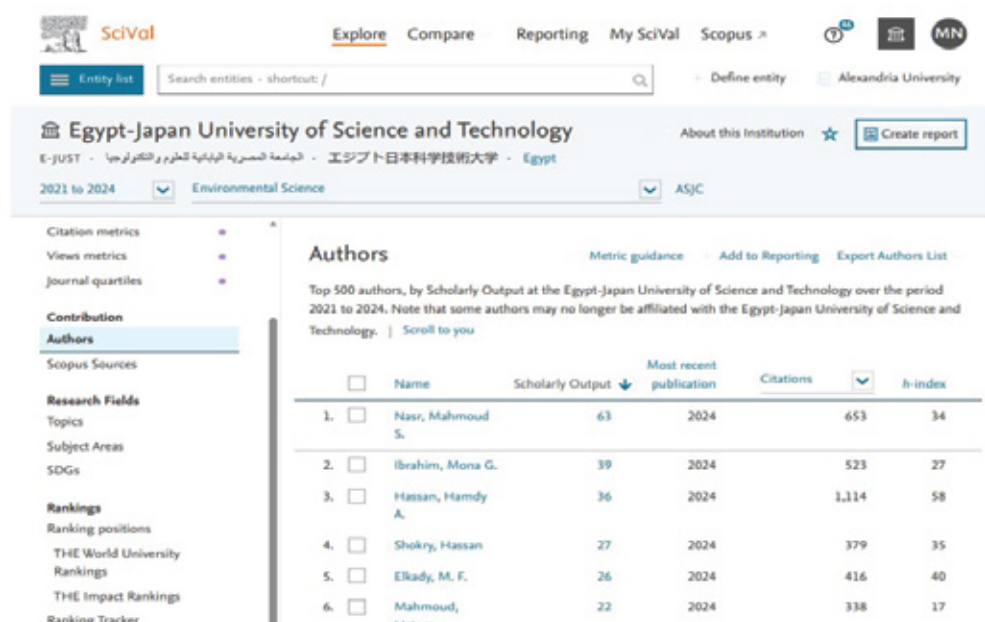 SciVal
Explore Compare Reporting My SciVal Scopus ↗ MN
Entity list Search entities - shortcut: / + Define entity Alexandria University
Egypt-Japan University of Science and Technology About this Institution Create report
E-JUST · الجامعة المصرية اليابانية للعلوم والتكنولوجيا · エジプト日本科学技術大学 · Egypt
2021 to 2024 Environmental Science ASJC
Citation metrics
Views metrics
Journal quartiles
Contribution
Authors
Scopus Sources
Research Fields
Topics
Subject Areas
SDGs
Rankings
Ranking positions
THE World University
Rankings
THE Impact Rankings
Ranking Tracker
Authors Metric guidance + Add to Reporting Export Authors List
Top 500 authors, by Scholarly Output at the Egypt-Japan University of Science and Technology over the period
2021 to 2024. Note that some authors may no longer be affiliated with the Egypt-Japan University of Science and
Technology. | Scroll to you
Name Scholarly Output Most recent publication Citations h-index
1. Nasr, Mahmoud S. 63 2024 653 34
2. Ibrahim, Mona G. 39 2024 523 27
3. Hassan, Hamdy A. 36 2024 1,114 58
4. Shokry, Hassan 27 2024 379 35
5. Elkady, M. F. 26 2024 416 40
6. Mahmoud, 22 2024 338 17